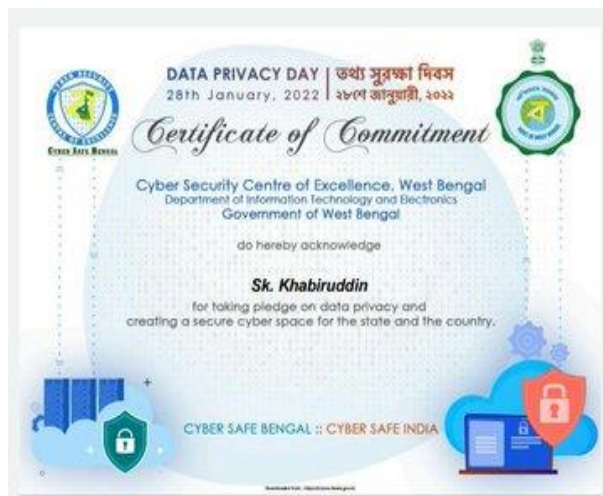 DATA PRIVACY DAY | তথ্য সুরক্ষা দিবস
28th January, 2022 | ২৮শে জানুয়ারী, ২০২২
Certificate of Commitment
CYBER SAFE BENGAL
Cyber Security Centre of Excellence, West Bengal
Department of Information Technology and Electronics
Government of West Bengal
do hereby acknowledge
Sk. Khabiruddin
for taking pledge on data privacy and
creating a secure cyber space for the state and the country.
CYBER SAFE BENGAL :: CYBER SAFE INDIA